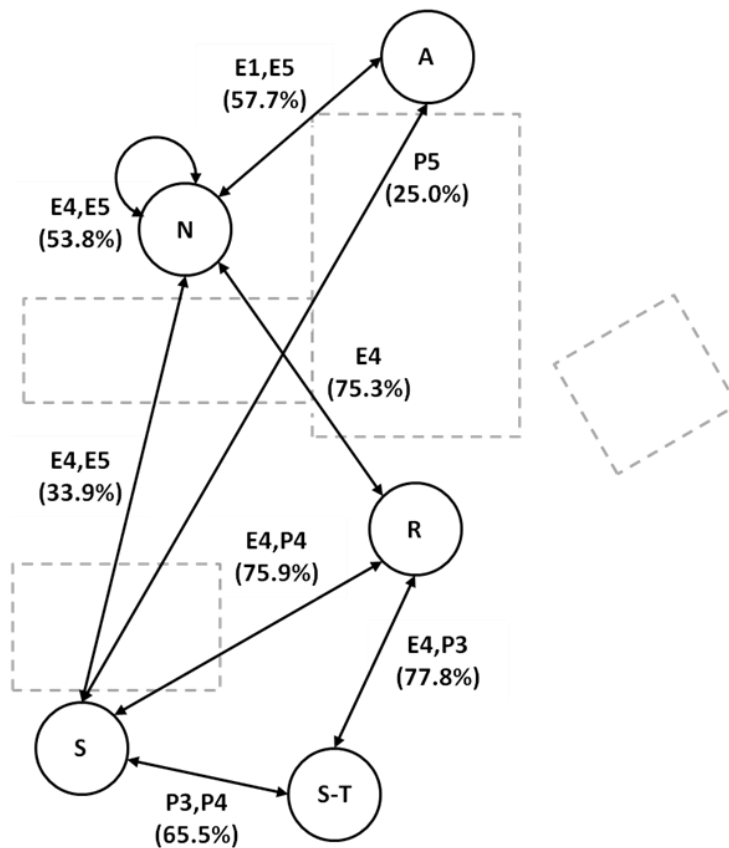 A
E1,E5
(57.7%)
P5
(25.0%)
E4,E5
(53.8%)
N
E4
(75.3%)
E4,E5
(33.9%)
R
E4,P4
(75.9%)
E4,P3
(77.8%)
S
S-T
P3,P4
(65.5%)